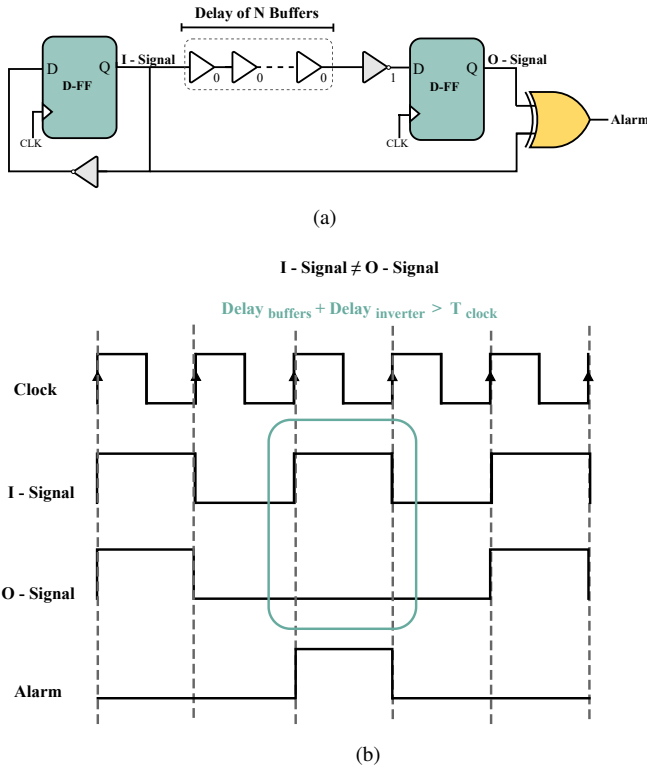 Delay of N Buffers
I - Signal
O - Signal
D Q
D-FF
CLK
0 0 0 1
D Q
D-FF
CLK
Alarm
(a)
I - Signal ≠ O - Signal
Delay buffers + Delay inverter > T clock
Clock
I - Signal
O - Signal
Alarm
(b)